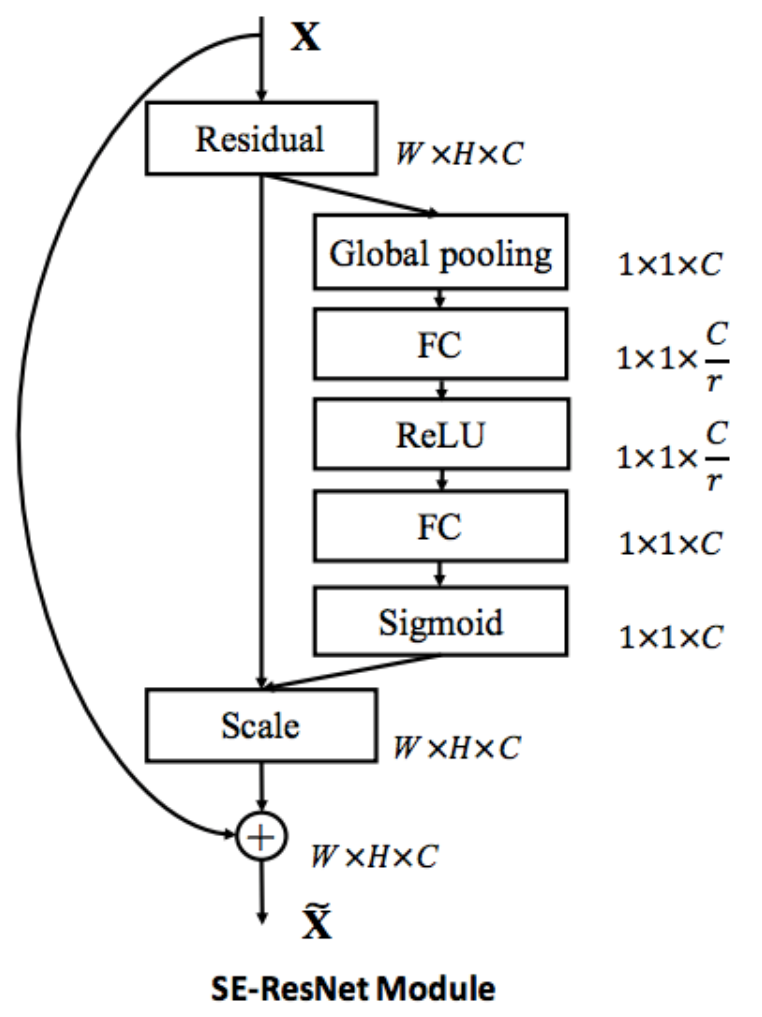 X
Residual
W×H×C
Global pooling
1×1×C
FC
1×1×C/r
ReLU
1×1×C/r
FC
1×1×C
Sigmoid
1×1×C
Scale
W×H×C
+
W×H×C
X̃
SE-ResNet Module